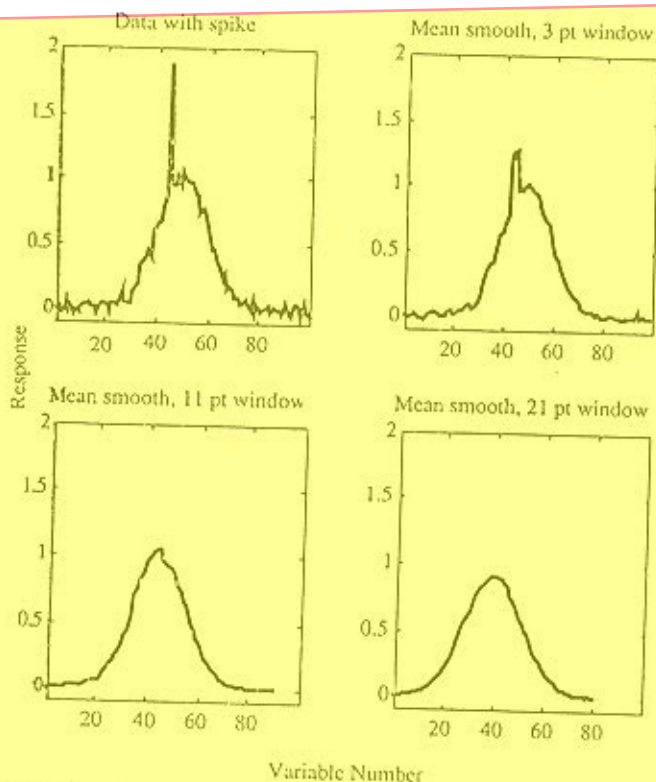 Data with spike
Mean smooth, 3 pt window
2
1.5
1
0.5
0
20 40 60 80
2
1.5
1
0.5
0
20 40 60 80
Response
Mean smooth, 11 pt window
Mean smooth, 21 pt window
2
1.5
1
0.5
0
20 40 60 80
2
1.5
1
0.5
0
20 40 60 80
Variable Number